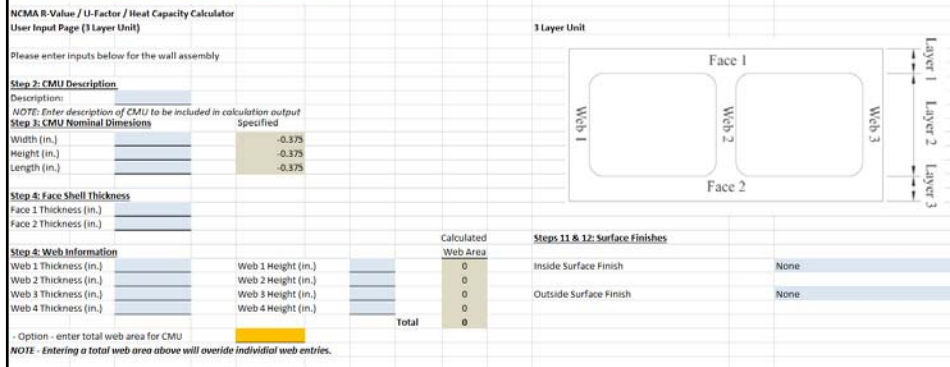 NCMA R-Value / U-Factor / Heat Capacity Calculator
User Input Page (3 Layer Unit)
3 Layer Unit
Please enter inputs below for the wall assembly
Step 2: CMU Description
Description:
NOTE: Enter description of CMU to be included in calculation output
Step 3: CMU Nominal Dimesions
Specified
Width (in.)
-0.375
Height (in.)
-0.375
Length (in.)
-0.375
Step 4: Face Shell Thickness
Face 1 Thickness (in.)
Face 2 Thickness (in.)
Face 1
Web 1
Web 2
Web 3
Face 2
Layer 1
Layer 2
Layer 3
Calculated
Step 4: Web Information
Web Area
Web 1 Thickness (in.) Web 1 Height (in.) 0
Web 2 Thickness (in.) Web 2 Height (in.) 0
Web 3 Thickness (in.) Web 3 Height (in.) 0
Web 4 Thickness (in.) Web 4 Height (in.) 0
Total 0
- Option - enter total web area for CMU
NOTE - Entering a total web area above will overide individial web entries.
Steps 11 & 12: Surface Finishes
Inside Surface Finish None
Outside Surface Finish None